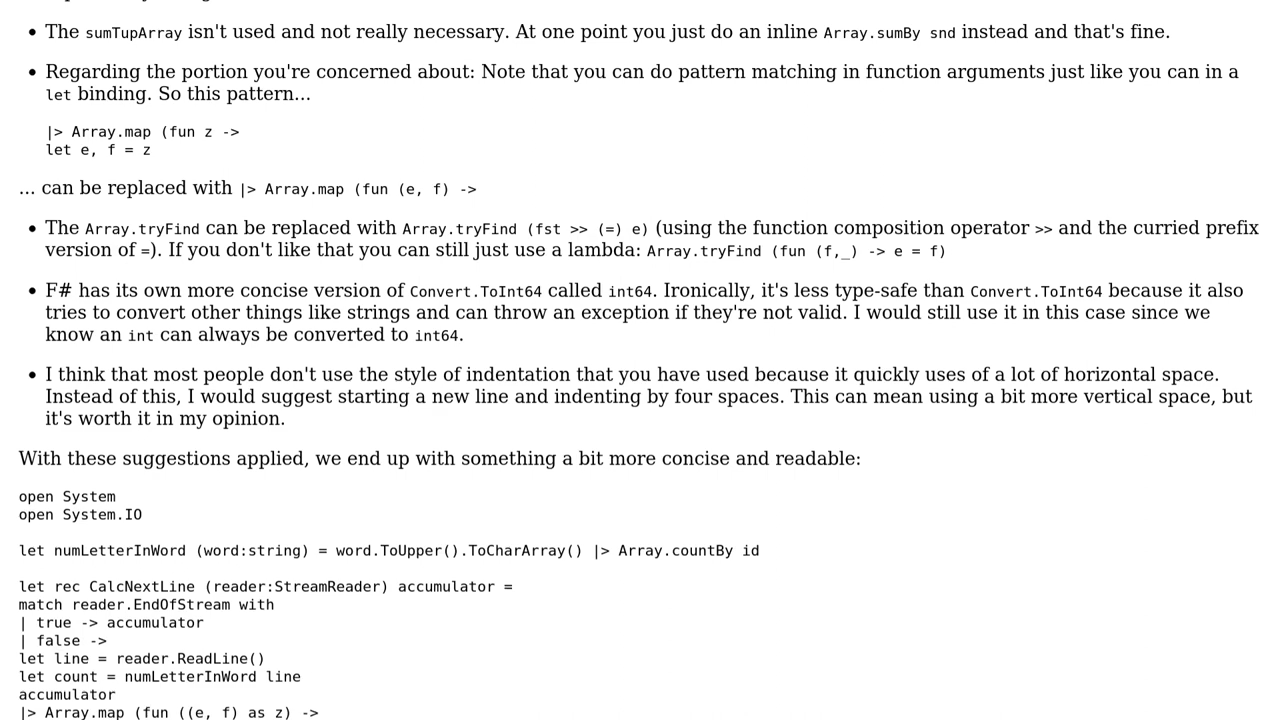 The sumTupArray isn't used and not really necessary. At one point you just do an inline Array.sumBy snd instead and that's fine.
Regarding the portion you're concerned about: Note that you can do pattern matching in function arguments just like you can in a
let binding. So this pattern...
|> Array.map (fun z ->
let e, f = z
... can be replaced with |> Array.map (fun (e, f) ->
The Array.tryFind can be replaced with Array.tryFind (fst >> (=) e) (using the function composition operator >> and the curried prefix
version of =). If you don't like that you can still just use a lambda: Array.tryFind (fun (f,_) -> e = f)
F# has its own more concise version of Convert.ToInt64 called int64. Ironically, it's less type-safe than Convert.ToInt64 because it also
tries to convert other things like strings and can throw an exception if they're not valid. I would still use it in this case since we
know an int can always be converted to int64.
I think that most people don't use the style of indentation that you have used because it quickly uses of a lot of horizontal space.
Instead of this, I would suggest starting a new line and indenting by four spaces. This can mean using a bit more vertical space, but
it's worth it in my opinion.
With these suggestions applied, we end up with something a bit more concise and readable:
open System
open System.IO
let numLetterInWord (word:string) = word.ToUpper().ToCharArray() |> Array.countBy id
let rec CalcNextLine (reader:StreamReader) accumulator =
match reader.EndOfStream with
| true -> accumulator
| false ->
let line = reader.ReadLine()
let count = numLetterInWord line
accumulator
|> Array.map (fun ((e, f) as z) ->